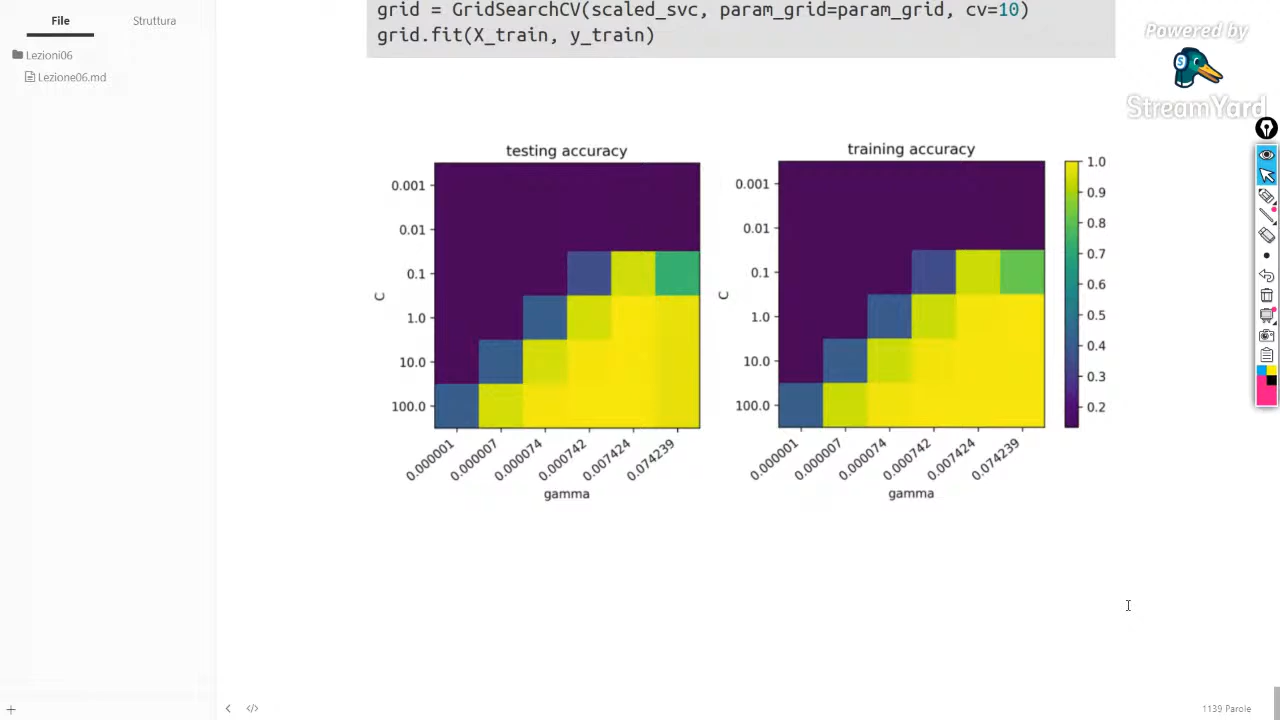 File
Struttura
Lezioni06
Lezione06.md
grid = GridSearchCV(scaled_svc, param_grid=param_grid, cv=10)
grid.fit(X_train, y_train)
Powered by
S
StreamYard
testing accuracy
0.001
0.01
0.1
1.0
10.0
100.0
C
0.000001
0.000007
0.000074
0.000742
0.007424
0.074239
gamma
training accuracy
0.001
0.01
0.1
1.0
10.0
100.0
C
0.000001
0.000007
0.000074
0.000742
0.007424
0.074239
gamma
1.0
0.9
0.8
0.7
0.6
0.5
0.4
0.3
0.2
+
< </>
1139 Parole